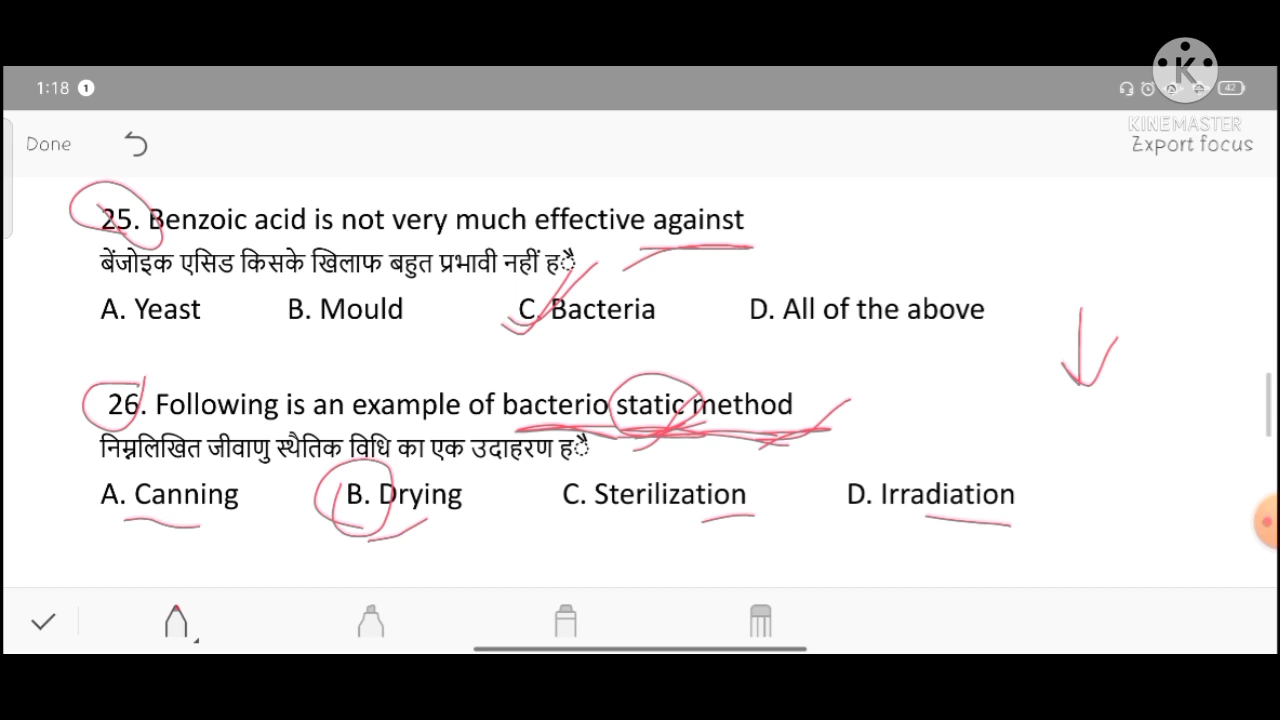 1:18 1
42
KINEMASTER
Done
Export focus
25. Benzoic acid is not very much effective against
बेंजोइक एसिड किसके खिलाफ बहुत प्रभावी नहीं है
A. Yeast B. Mould C. Bacteria D. All of the above
26. Following is an example of bacterio static method
निम्नलिखित जीवाणु स्थैतिक विधि का एक उदाहरण है
A. Canning B. Drying C. Sterilization D. Irradiation